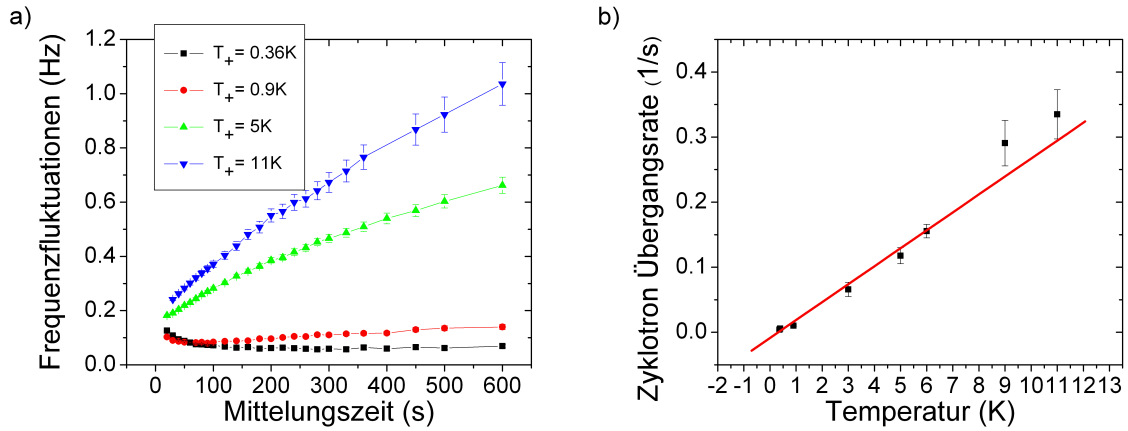 a)
Frequenzfluktuationen (Hz)
1.2
1.0
0.8
0.6
0.4
0.2
0.0
T+= 0.36K
T+= 0.9K
T+= 5K
T+= 11K
0 100 200 300 400 500 600
Mittelungszeit (s)
b)
Zyklotron Übergangsrate (1/s)
0.4
0.3
0.2
0.1
0.0
-2 -1 0 1 2 3 4 5 6 7 8 9 10 11 12 13
Temperatur (K)